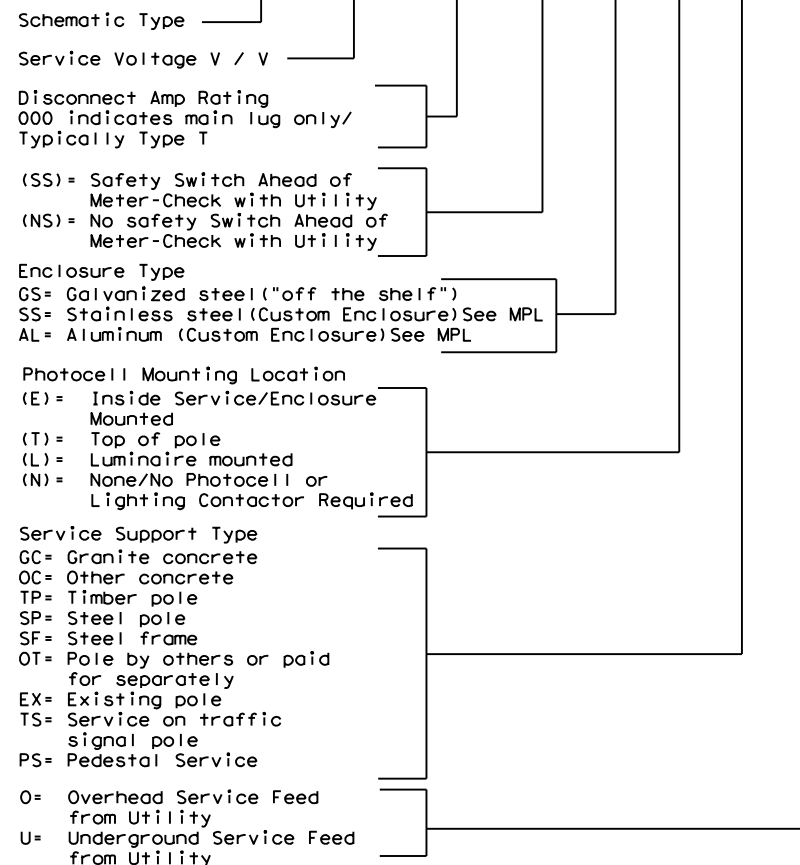 Schematic Type
Service Voltage V / V
Disconnect Amp Rating
000 indicates main lug only/
Typically Type T
(SS)= Safety Switch Ahead of
Meter-Check with Utility
(NS)= No safety Switch Ahead of
Meter-Check with Utility
Enclosure Type
GS= Galvanized steel("off the shelf")
SS= Stainless steel(Custom Enclosure)See MPL
AL= Aluminum (Custom Enclosure)See MPL
Photocell Mounting Location
(E)= Inside Service/Enclosure
Mounted
(T)= Top of pole
(L)= Luminaire mounted
(N)= None/No Photocell or
Lighting Contactor Required
Service Support Type
GC= Granite concrete
OC= Other concrete
TP= Timber pole
SP= Steel pole
SF= Steel frame
OT= Pole by others or paid
for separately
EX= Existing pole
TS= Service on traffic
signal pole
PS= Pedestal Service
O= Overhead Service Feed
from Utility
U= Underground Service Feed
from Utility